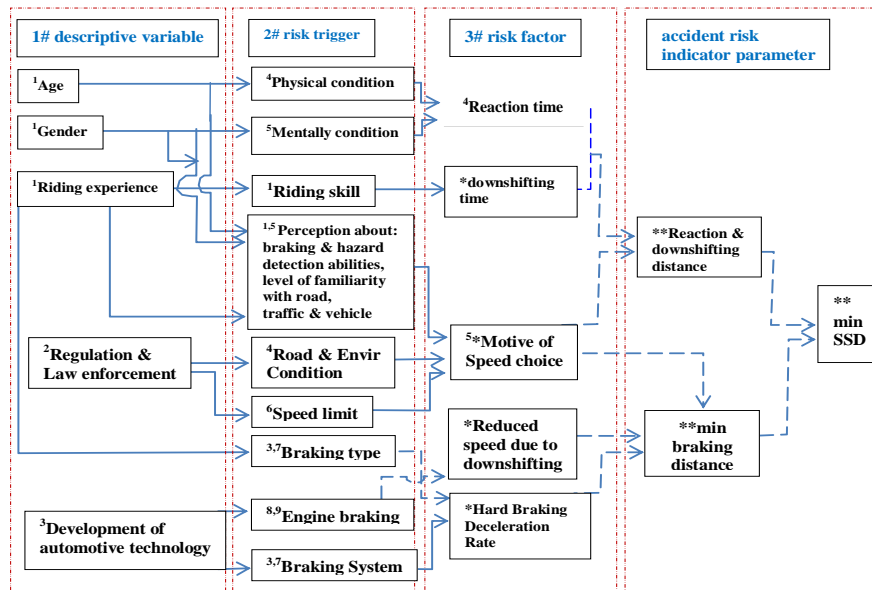 1# descriptive variable
2# risk trigger
3# risk factor
accident risk
indicator parameter
1Age
1Gender
1Riding experience
2Regulation &
Law enforcement
3Development of
automotive technology
4Physical condition
5Mentally condition
1Riding skill
1,5 Perception about:
braking & hazard
detection abilities,
level of familiarity
with road,
traffic & vehicle
4Road & Envir
Condition
6Speed limit
3,7Braking type
8,9Engine braking
3,7Braking System
4Reaction time
*downshifting
time
5*Motive of
Speed choice
*Reduced
speed due to
downshifting
*Hard Braking
Deceleration
Rate
**Reaction &
downshifting
distance
**min
braking
distance
**
min
SSD